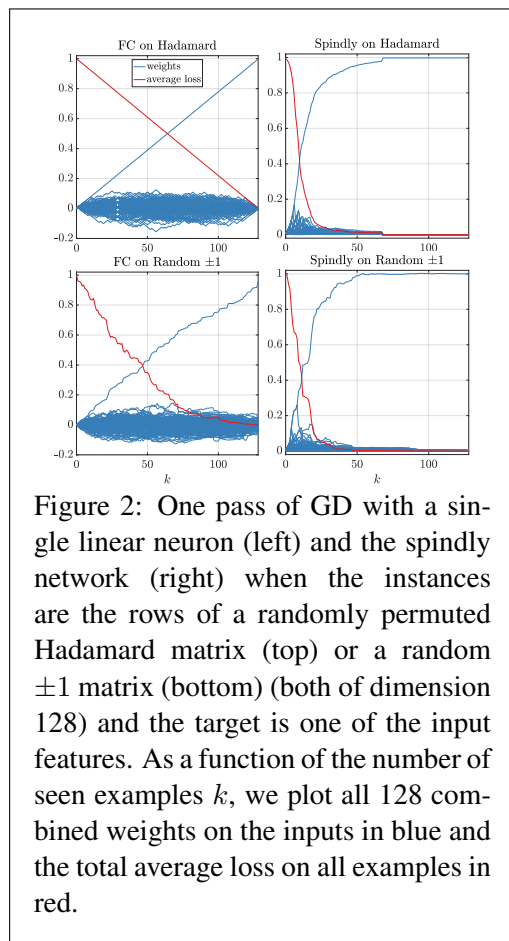 FC on Hadamard
Spindly on Hadamard
1
0.8
0.6
0.4
0.2
0
-0.2
0
50
100
weights
average loss
1
0.8
0.6
0.4
0.2
0
0
50
100
FC on Random ±1
Spindly on Random ±1
1
0.8
0.6
0.4
0.2
0
-0.2
0
50
100
k
1
0.8
0.6
0.4
0.2
0
0
50
100
k
Figure 2: One pass of GD with a sin-
gle linear neuron (left) and the spindly
network (right) when the instances
are the rows of a randomly permuted
Hadamard matrix (top) or a random
±1 matrix (bottom) (both of dimension
128) and the target is one of the input
features. As a function of the number of
seen examples k, we plot all 128 com-
bined weights on the inputs in blue and
the total average loss on all examples in
red.